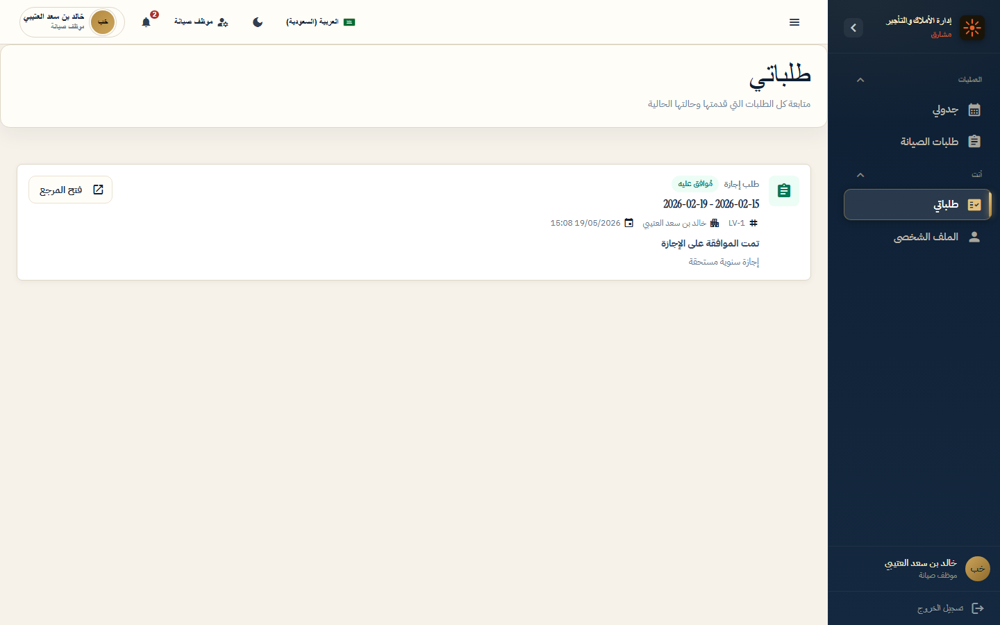 إدارة الأملاك والتأجير
مشارق
العمليات
جدولي
طلبات الصيانة
أنت
طلباتي
الملف الشخصي
خالد بن سعد العتيبي
موظف صيانة
تسجيل الخروج
العربية (السعودية)
موظف صيانة
2
خب
خالد بن سعد العتيبي
موظف صيانة
طلباتي
متابعة كل الطلبات التي قدمتها وحالتها الحالية
طلب إجازة مُوافق عليه
2026-02-19 - 2026-02-15
LV-1 خالد بن سعد العتيبي 15:08 19/05/2026
تمت الموافقة على الإجازة
إجازة سنوية مستحقة
فتح المرجع
خب